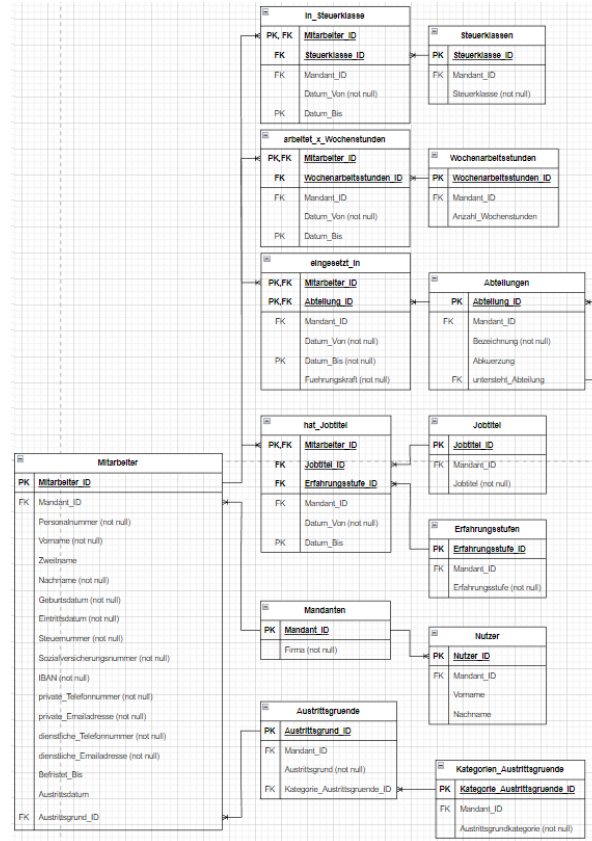 in_Steuerklasse
PK, FK Mitarbeiter_ID
FK Steuerklasse_ID
FK Mandant_ID
Datum_Von (not null)
PK Datum_Bis
Steuerklassen
PK Steuerklasse_ID
FK Mandant_ID
Steuerklasse (not null)
arbeitet_x_Wochenstunden
PK,FK Mitarbeiter_ID
FK Wochenarbeitsstunden_ID
FK Mandant_ID
Datum_Von (not null)
PK Datum_Bis
Wochenarbeitsstunden
PK Wochenarbeitsstunden_ID
FK Mandant_ID
Anzahl_Wochenstunden
eingesetzt_in
PK,FK Mitarbeiter_ID
PK,FK Abteilung_ID
FK Mandant_ID
Datum_Von (not null)
PK Datum_Bis (not null)
Fuehrungskraft (not null)
Abteilungen
PK Abteilung_ID
FK Mandant_ID
Bezeichnung (not null)
Abkuerzung
FK untersteht_Abteilung
hat_Jobtitel
PK,FK Mitarbeiter_ID
FK Jobtitel_ID
FK Erfahrungsstufe_ID
FK Mandant_ID
Datum_Von (not null)
PK Datum_Bis
Jobtitel
PK Jobtitel_ID
FK Mandant_ID
Jobtitel (not null)
Erfahrungsstufen
PK Erfahrungsstufe_ID
FK Mandant_ID
Erfahrungsstufe (not null)
Mitarbeiter
PK Mitarbeiter_ID
FK Mandant_ID
Personalnummer (not null)
Vorname (not null)
Zweitname
Nachname (not null)
Geburtsdatum (not null)
Eintrittsdatum (not null)
Steuernummer (not null)
Sozialversicherungsnummer (not null)
IBAN (not null)
private_Telefonnummer (not null)
private_Emailadresse (not null)
dienstliche_Telefonnummer (not null)
dienstliche_Emailadresse (not null)
Befristet_Bis
Austrittsdatum
FK Austrittsgrund_ID
Mandanten
PK Mandant_ID
Firma (not null)
Nutzer
PK Nutzer_ID
FK Mandant_ID
Vorname
Nachname
Austrittsgruende
PK Austrittsgrund_ID
FK Mandant_ID
Austrittsgrund (not null)
FK Kategorie_Austrittsgruende_ID
Kategorien_Austrittsgruende
PK Kategorie_Austrittsgruende_ID
FK Mandant_ID
Austrittsgrundkategorie (not null)